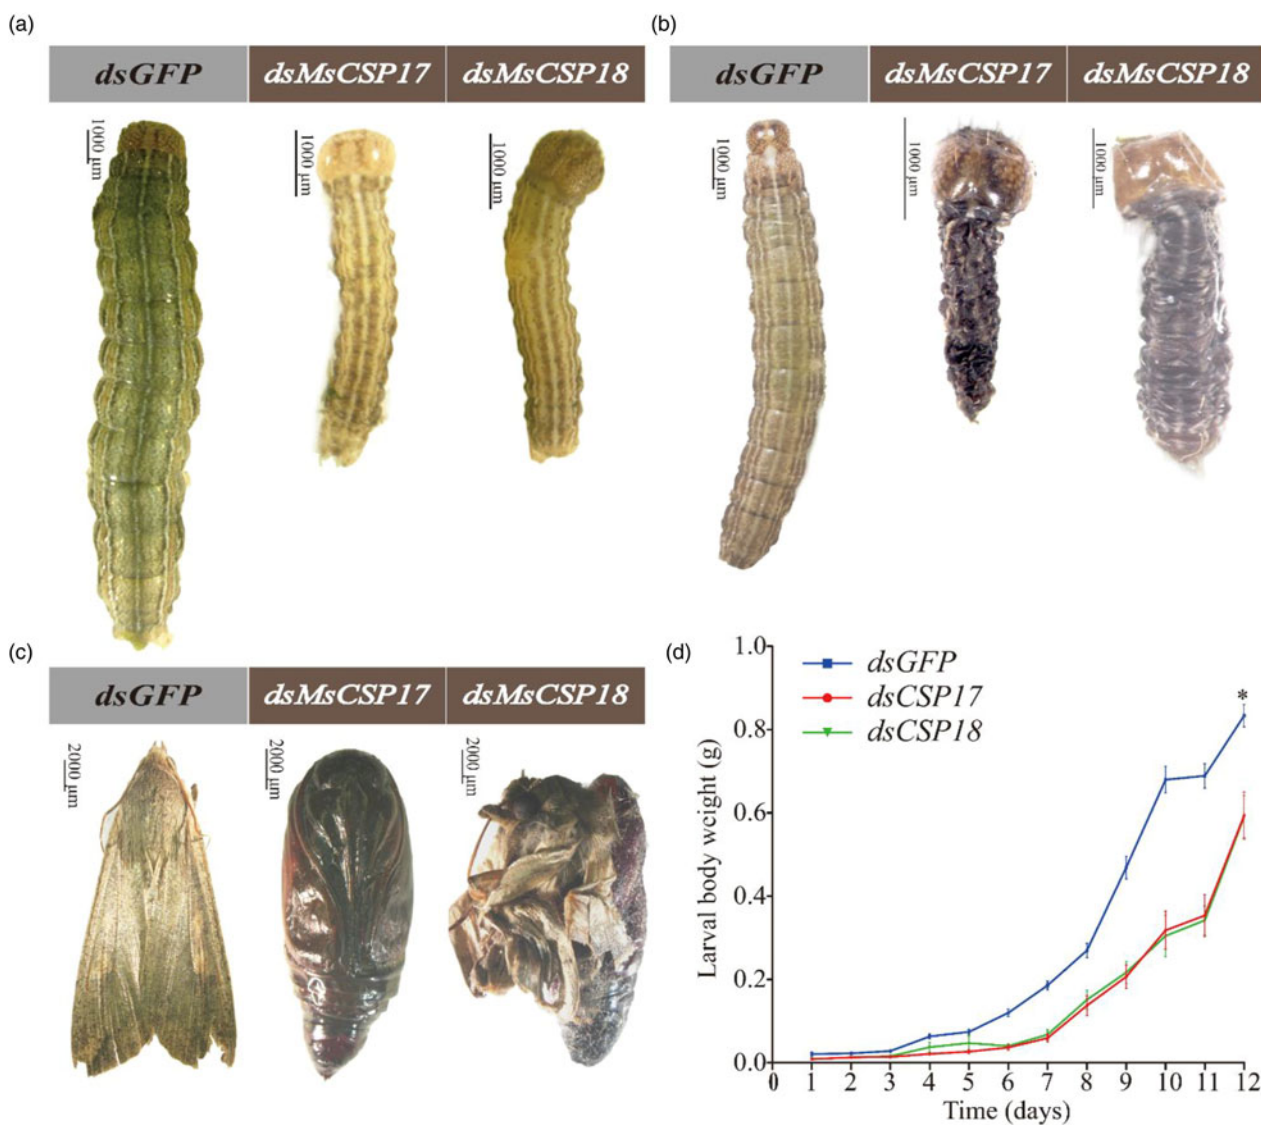 (a)
dsGFP dsMsCSP17 dsMsCSP18
1000 µm
1000 µm
1000 µm
(b)
dsGFP dsMsCSP17 dsMsCSP18
1000 µm
1000 µm
1000 µm
(c)
dsGFP dsMsCSP17 dsMsCSP18
2000 µm
2000 µm
2000 µm
(d)
1.0
0.8
0.6
0.4
0.2
0.0
Larval body weight (g)
dsGFP
dsCSP17
dsCSP18
*
0 1 2 3 4 5 6 7 8 9 10 11 12
Time (days)